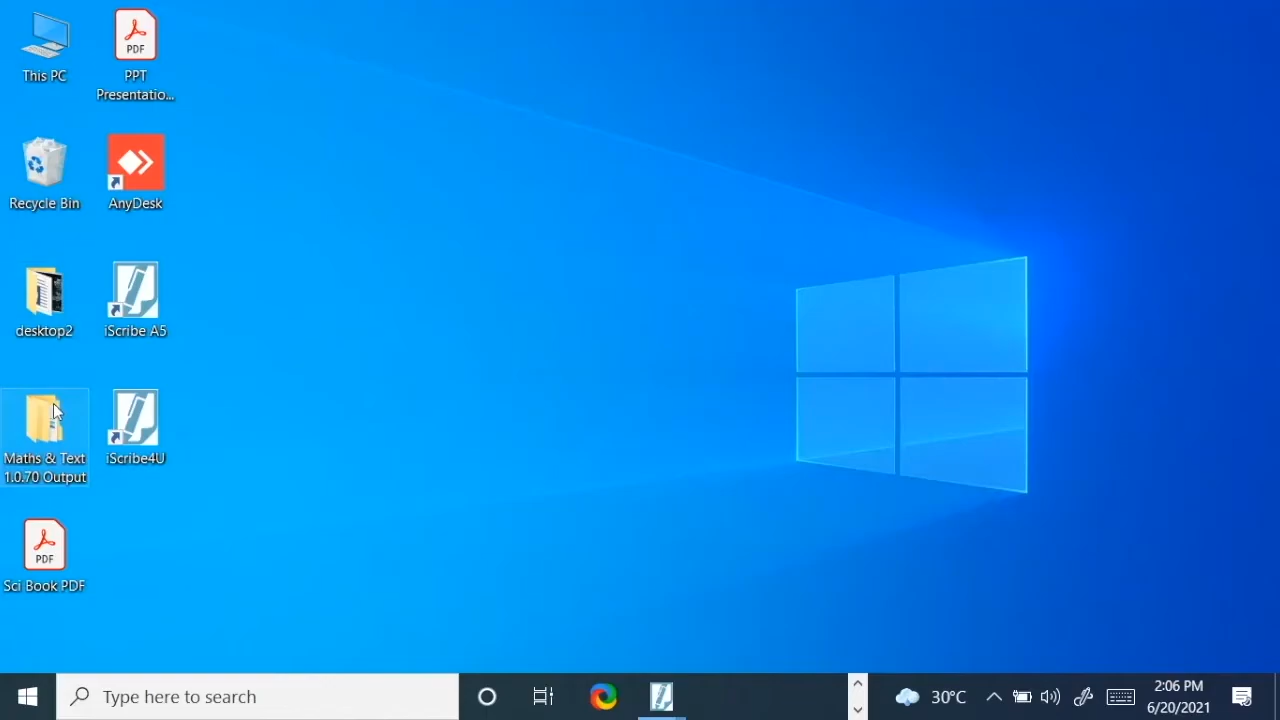 This PC
PDF
PPT
Presentatio...
Recycle Bin
AnyDesk
desktop2
iScribe A5
Maths & Text
1.0.70 Output
iScribe4U
PDF
Sci Book PDF
Type here to search
30°C
2:06 PM
6/20/2021